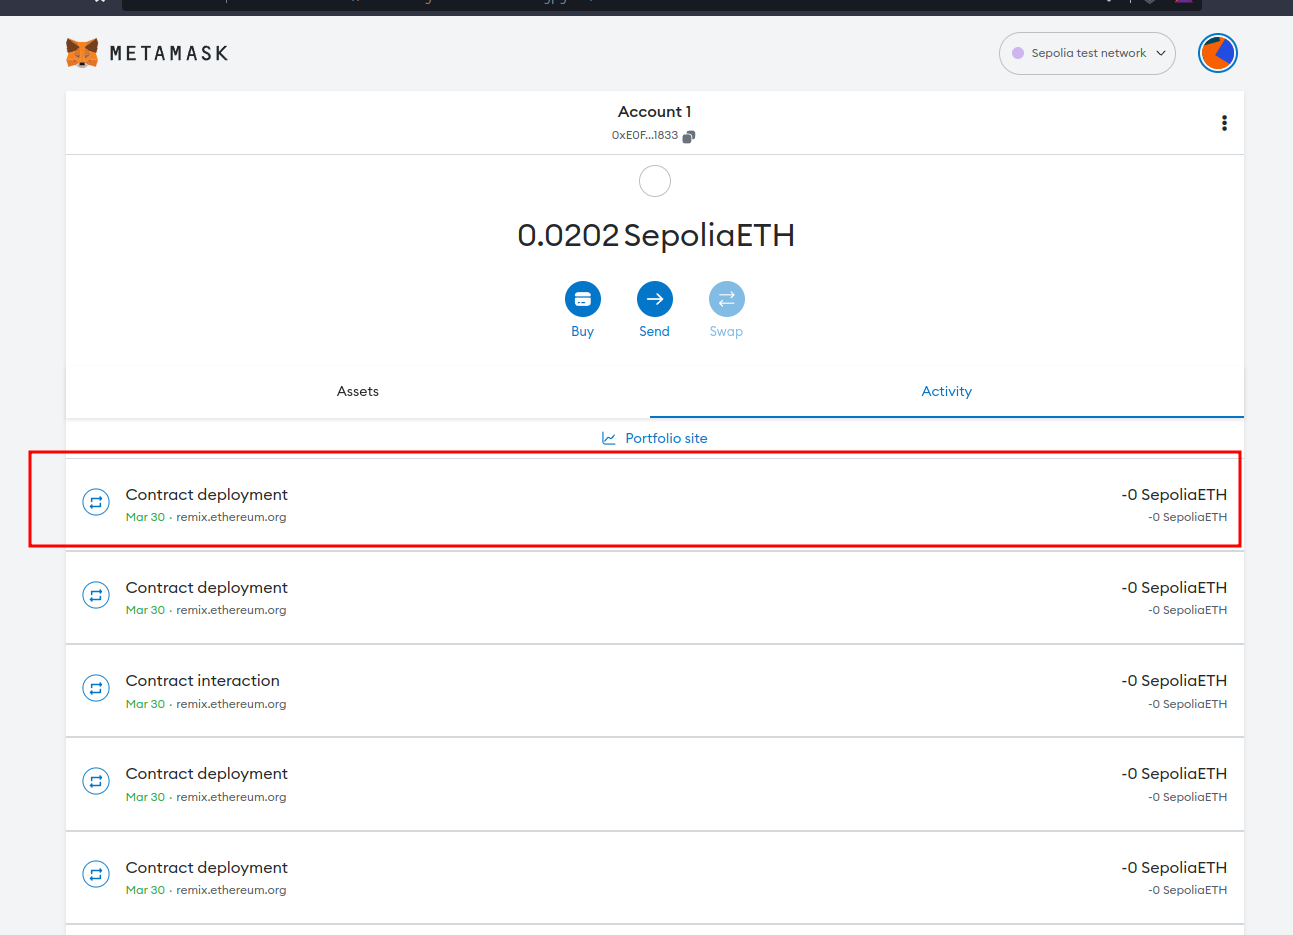 METAMASK
Sepolia test network
Account 1
0xE0F...1833
0.0202 SepoliaETH
Buy Send Swap
Assets Activity
Portfolio site
Contract deployment -0 SepoliaETH
Mar 30 · remix.ethereum.org -0 SepoliaETH
Contract deployment -0 SepoliaETH
Mar 30 · remix.ethereum.org -0 SepoliaETH
Contract interaction -0 SepoliaETH
Mar 30 · remix.ethereum.org -0 SepoliaETH
Contract deployment -0 SepoliaETH
Mar 30 · remix.ethereum.org -0 SepoliaETH
Contract deployment -0 SepoliaETH
Mar 30 · remix.ethereum.org -0 SepoliaETH